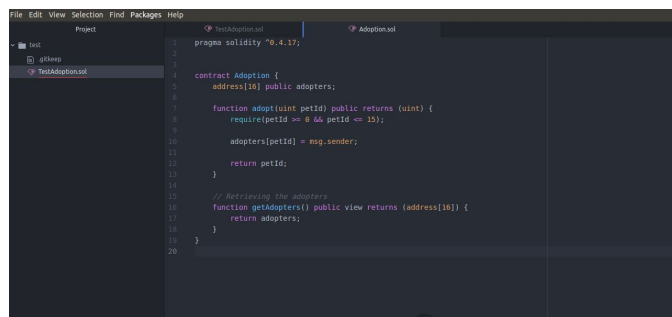 File Edit View Selection Find Packages Help
Project
TestAdoption.sol
Adoption.sol
test
.gitkeep
TestAdoption.sol
1 pragma solidity ^0.4.17;
2
3
4 contract Adoption {
5 address[16] public adopters;
6
7 function adopt(uint petId) public returns (uint) {
8 require(petId >= 0 && petId <= 15);
9
10 adopters[petId] = msg.sender;
11
12 return petId;
13 }
14
15 // Retrieving the adopters
16 function getAdopters() public view returns (address[16]) {
17 return adopters;
18 }
19 }
20